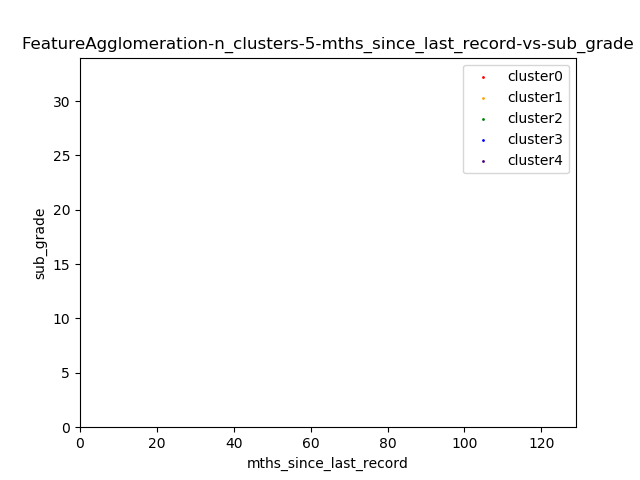 FeatureAgglomeration-n_clusters-5-mths_since_last_record-vs-sub_grade
cluster0
cluster1
cluster2
cluster3
cluster4
30
25
20
15
10
5
0
sub_grade
0 20 40 60 80 100 120
mths_since_last_record